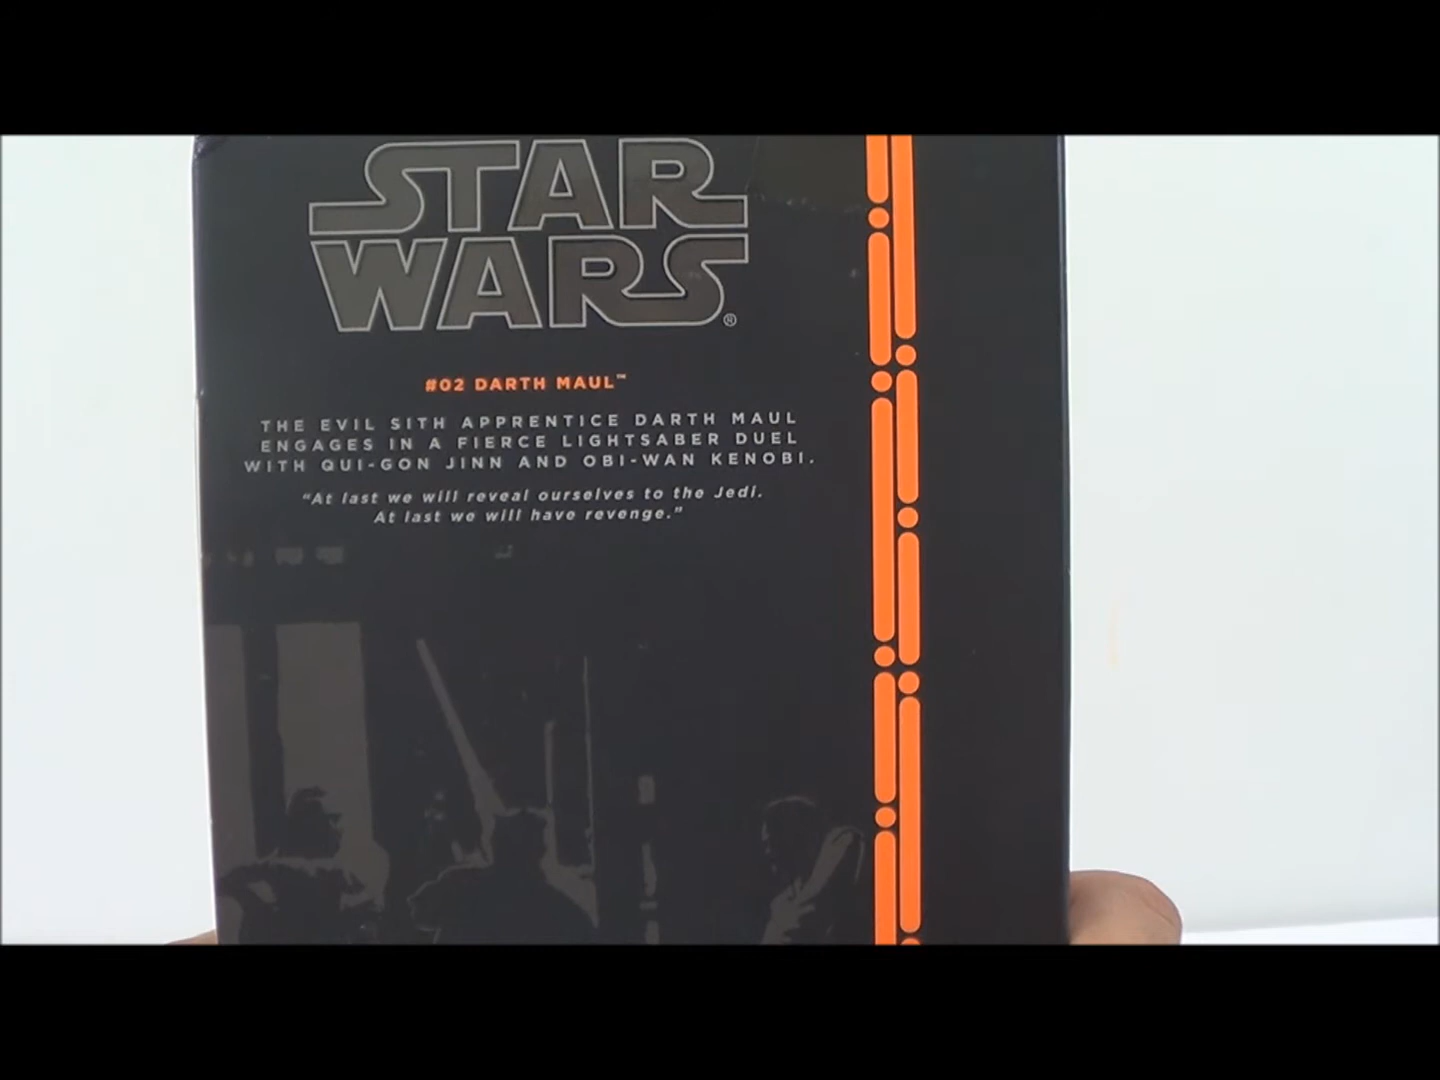 STAR
WARS®
#02 DARTH MAUL™
THE EVIL SITH APPRENTICE DARTH MAUL
ENGAGES IN A FIERCE LIGHTSABER DUEL
WITH QUI-GON JINN AND OBI-WAN KENOBI.
"At last we will reveal ourselves to the Jedi.
At last we will have revenge."